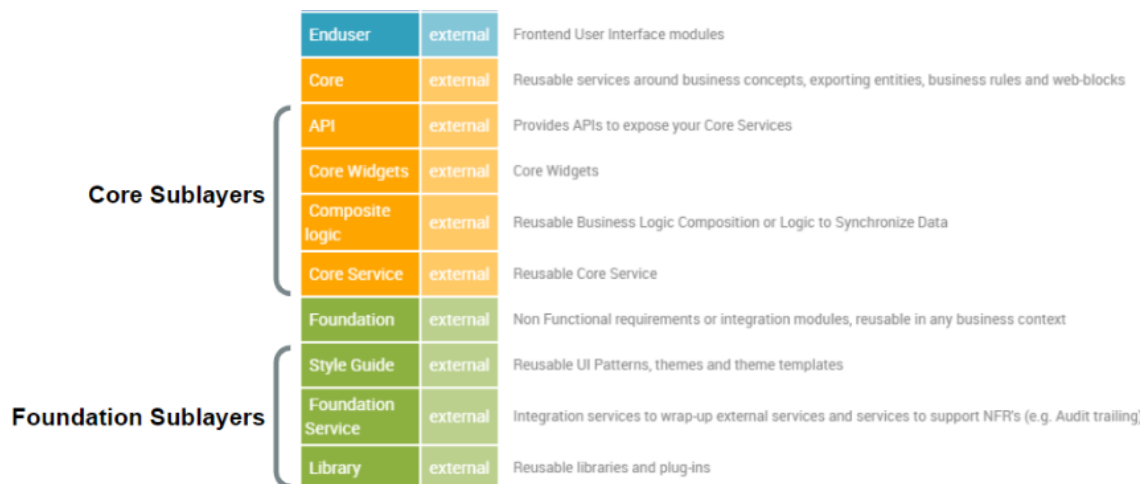 Enduser external Frontend User Interface modules
Core external Reusable services around business concepts, exporting entities, business rules and web-blocks
API external Provides APIs to expose your Core Services
Core Sublayers
Core Widgets external Core Widgets
Composite
logic external Reusable Business Logic Composition or Logic to Synchronize Data
Core Service external Reusable Core Service
Foundation external Non Functional requirements or integration modules, reusable in any business context
Style Guide external Reusable UI Patterns, themes and theme templates
Foundation Sublayers
Foundation
Service external Integration services to wrap-up external services and services to support NFR's (e.g. Audit trailing)
Library external Reusable libraries and plug-ins